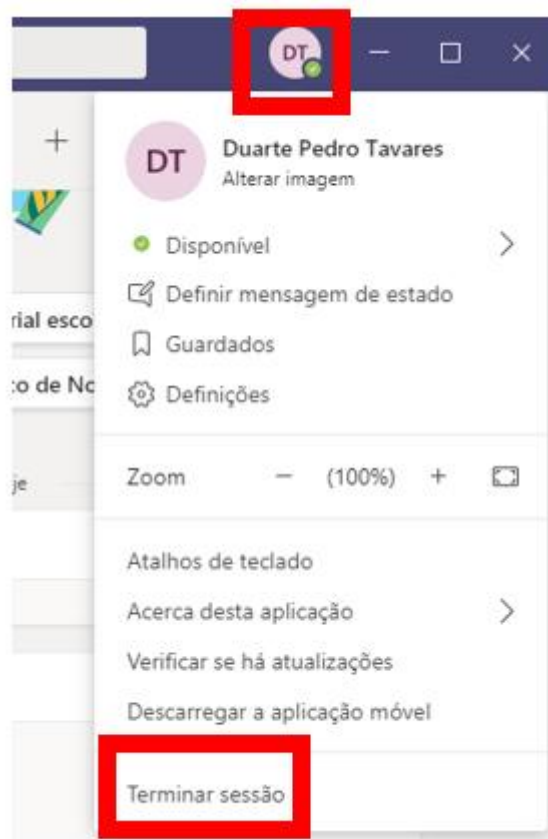 DT
DT
Duarte Pedro Tavares
Alterar imagem
Disponível
Definir mensagem de estado
rial esco
Guardados
o de No
Definições
je
Zoom − (100%) +
Atalhos de teclado
Acerca desta aplicação
Verificar se há atualizações
Descarregar a aplicação móvel
Terminar sessão